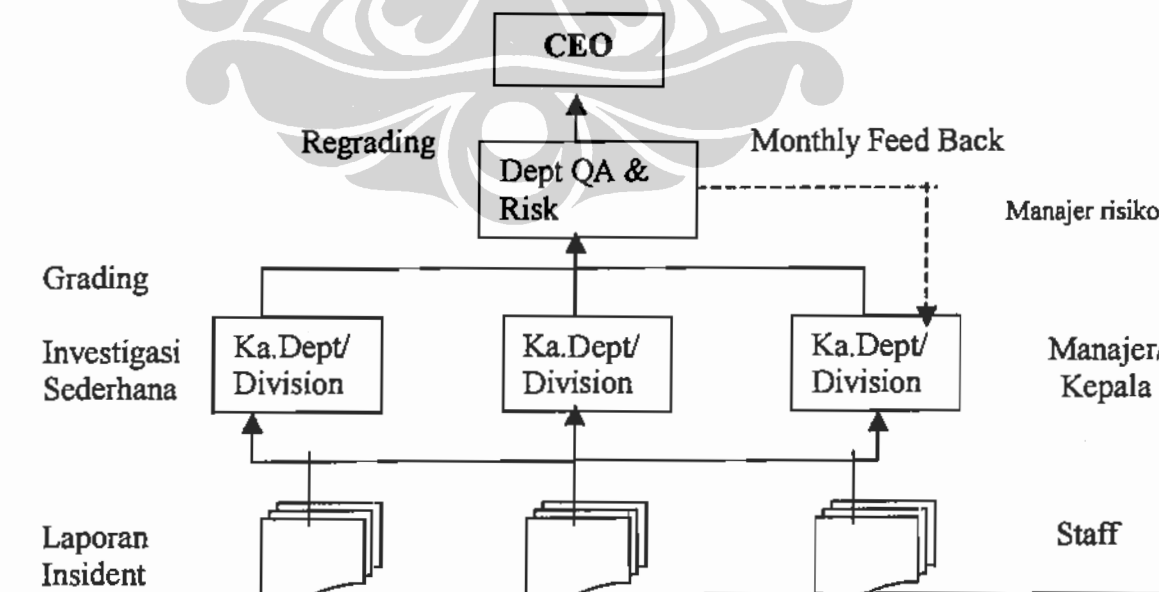 CEO
Regrading
Monthly Feed Back
Dept QA &
Risk
Manajer risiko
Grading
Investigasi
Sederhana
Ka.Dept/
Division
Ka.Dept/
Division
Ka.Dept/
Division
Manajer/
Kepala
Laporan
Insident
Staff